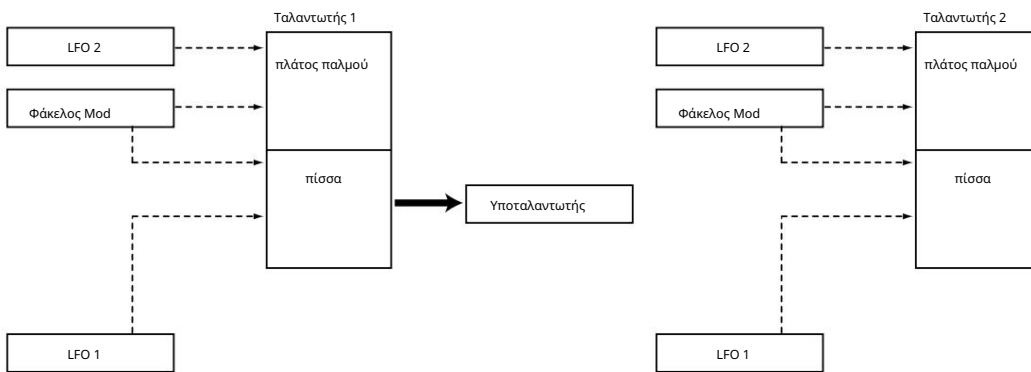 Ταλαντωτής 1
LFO 2
πλάτος παλμού
Φάκελος Mod
πίσσα
Υποταλαντωτής
LFO 1
Ταλαντωτής 2
LFO 2
πλάτος παλμού
Φάκελος Mod
πίσσα
LFO 1